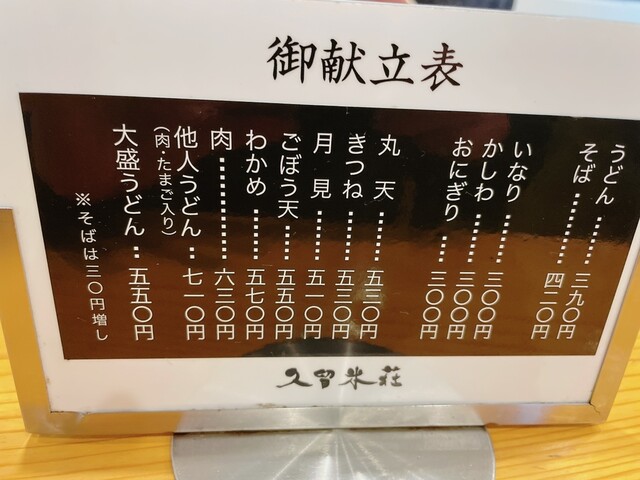 御献立表
うどん‥‥‥三九〇円
そば‥‥‥‥四二〇円
いなり‥‥‥三〇〇円
かしわ
おにぎり‥‥三〇〇円
三〇〇円
丸天‥‥‥五三〇円
きつね‥‥‥五三〇円
月見‥‥‥五一〇円
ごぼう天‥‥五五〇円
わかめ‥‥‥五七〇円
肉‥‥‥‥‥六三〇円
他人うどん‥七一〇円
(肉・たまご入り)
大盛うどん‥五五〇円
※そばは三〇円増し
久留米荘